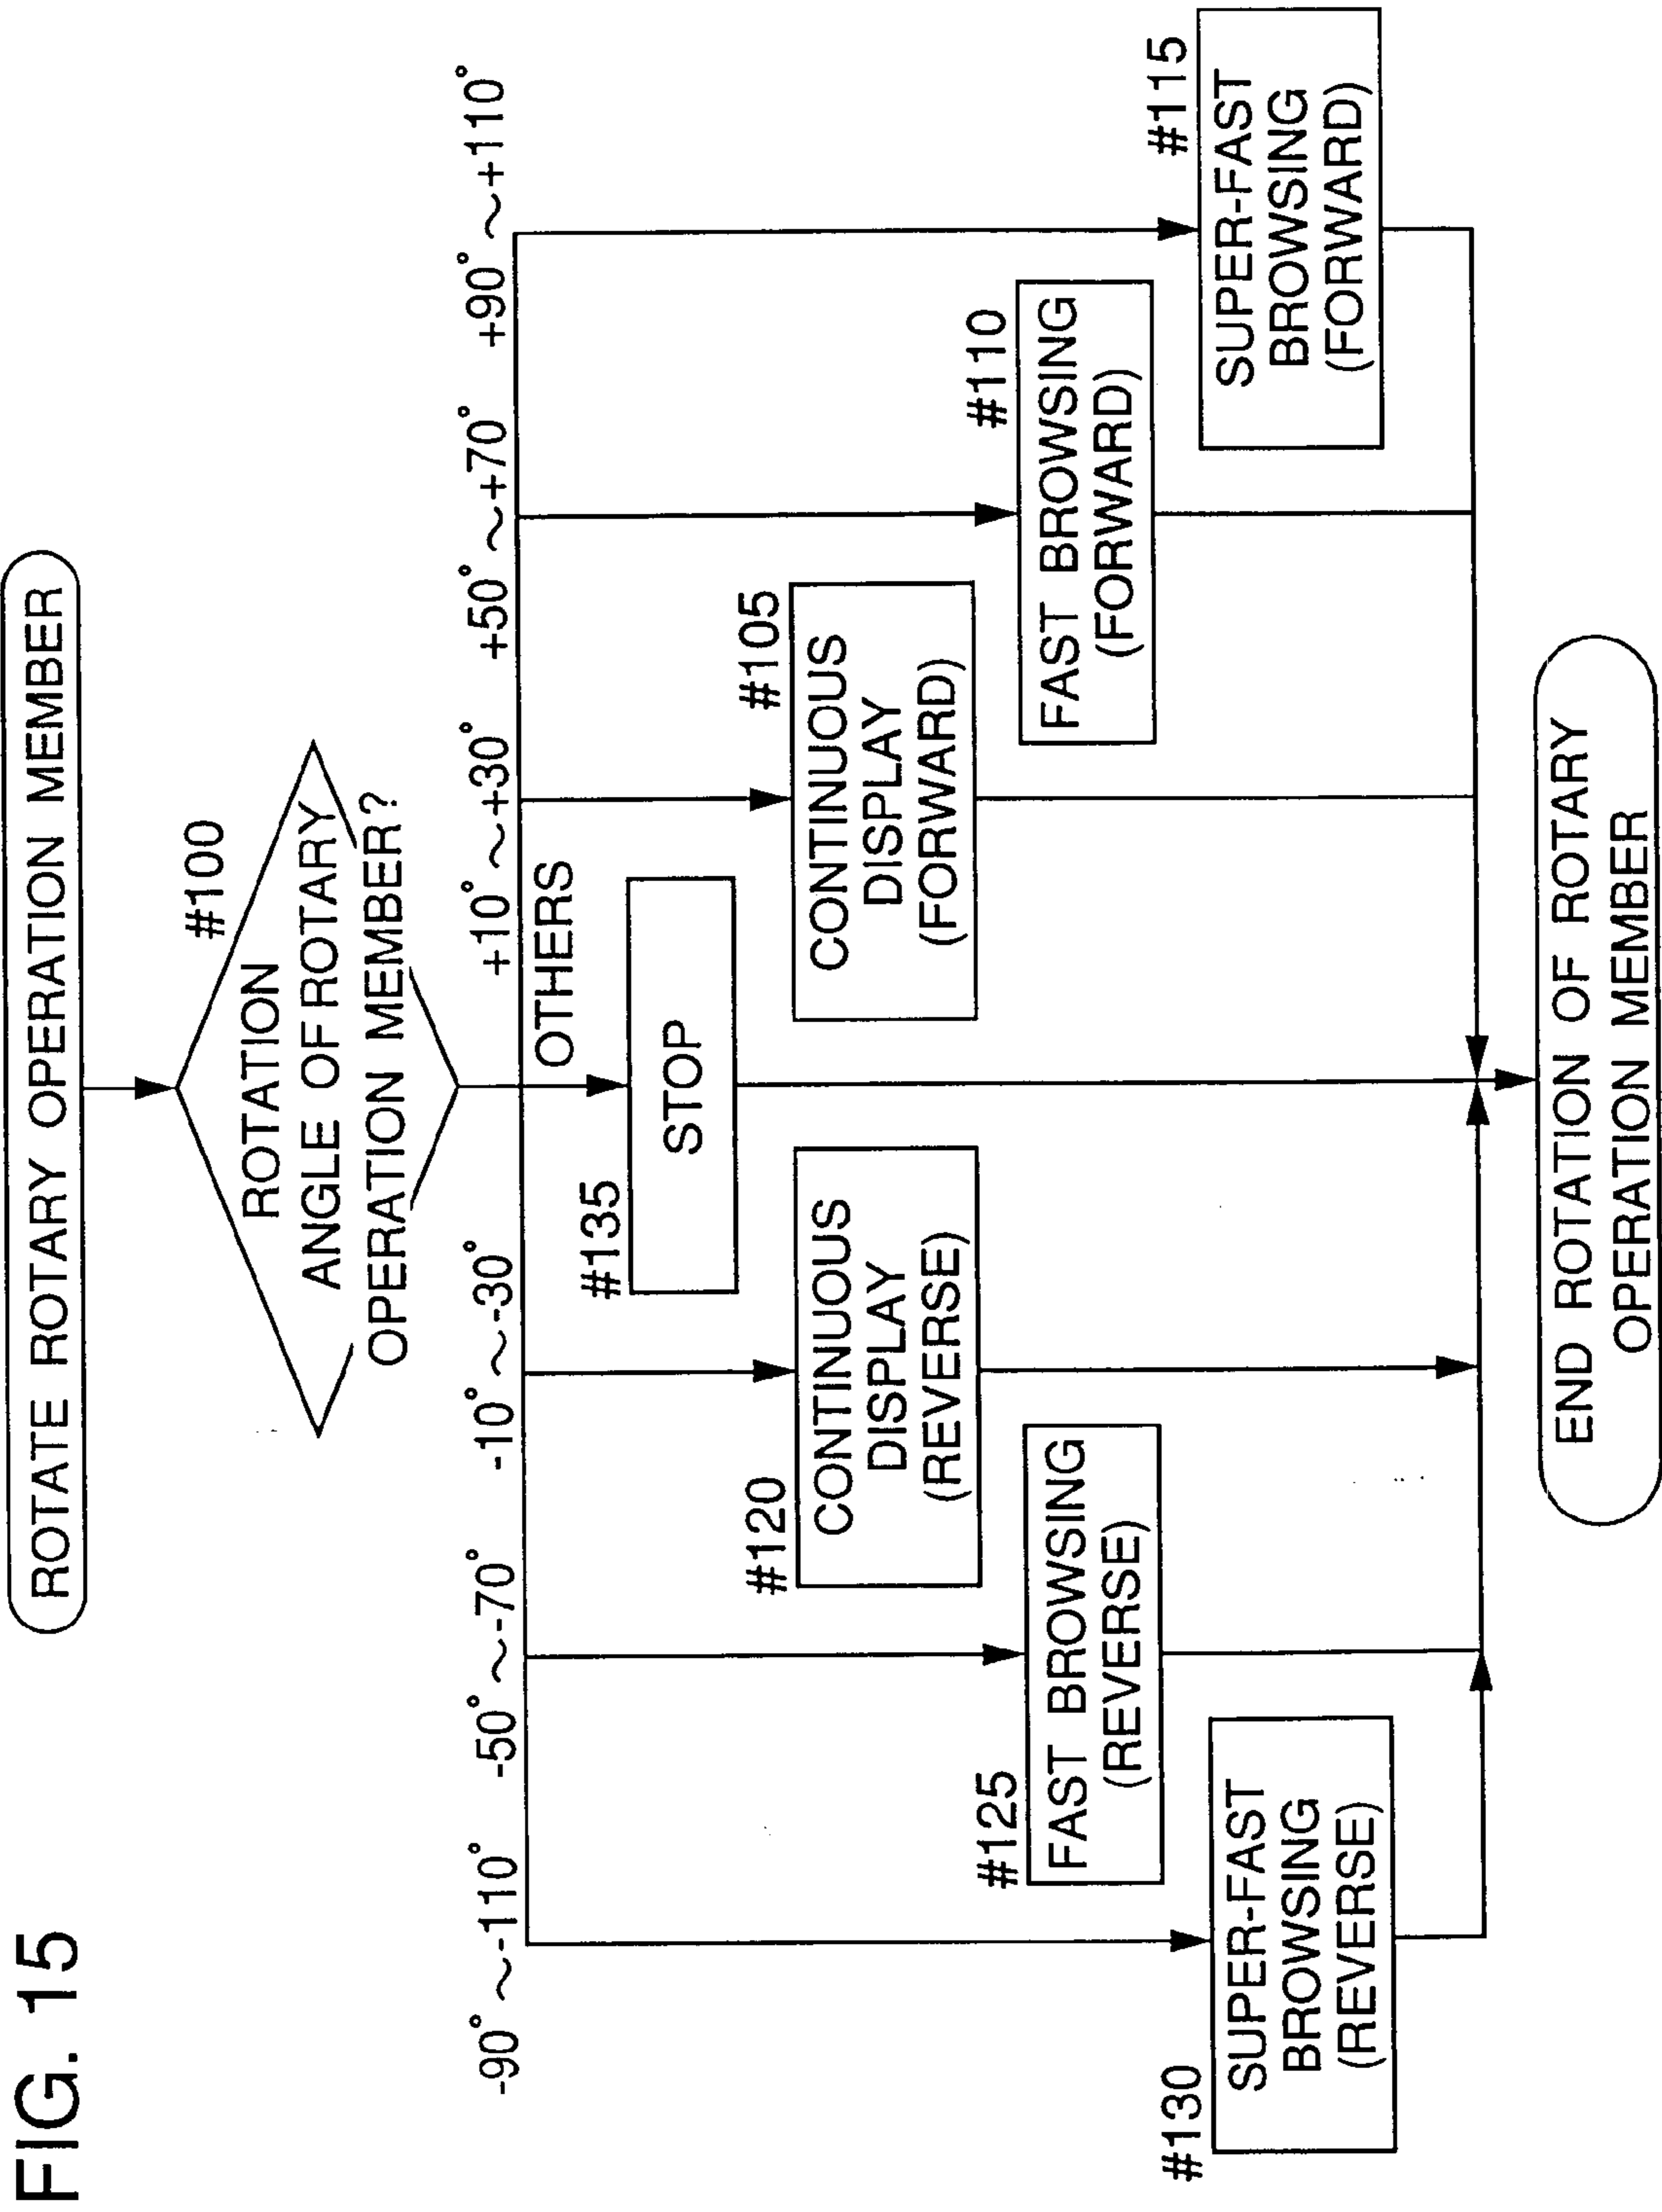 FIG. 15
ROTATE ROTARY OPERATION MEMBER
#100
ROTATION
ANGLE OF ROTARY
OPERATION MEMBER?
-90° ~ -110°
-50° ~ -70°
-10° ~ -30°
+10° ~ +30°
+50° ~ +70°
+90° ~ +110°
OTHERS
#135
STOP
#120
CONTINUOUS
DISPLAY
(REVERSE)
#105
CONTINUOUS
DISPLAY
(FORWARD)
#125
FAST BROWSING
(REVERSE)
#110
FAST BROWSING
(FORWARD)
#130
SUPER-FAST
BROWSING
(REVERSE)
#115
SUPER-FAST
BROWSING
(FORWARD)
END ROTATION OF ROTARY
OPERATION MEMBER